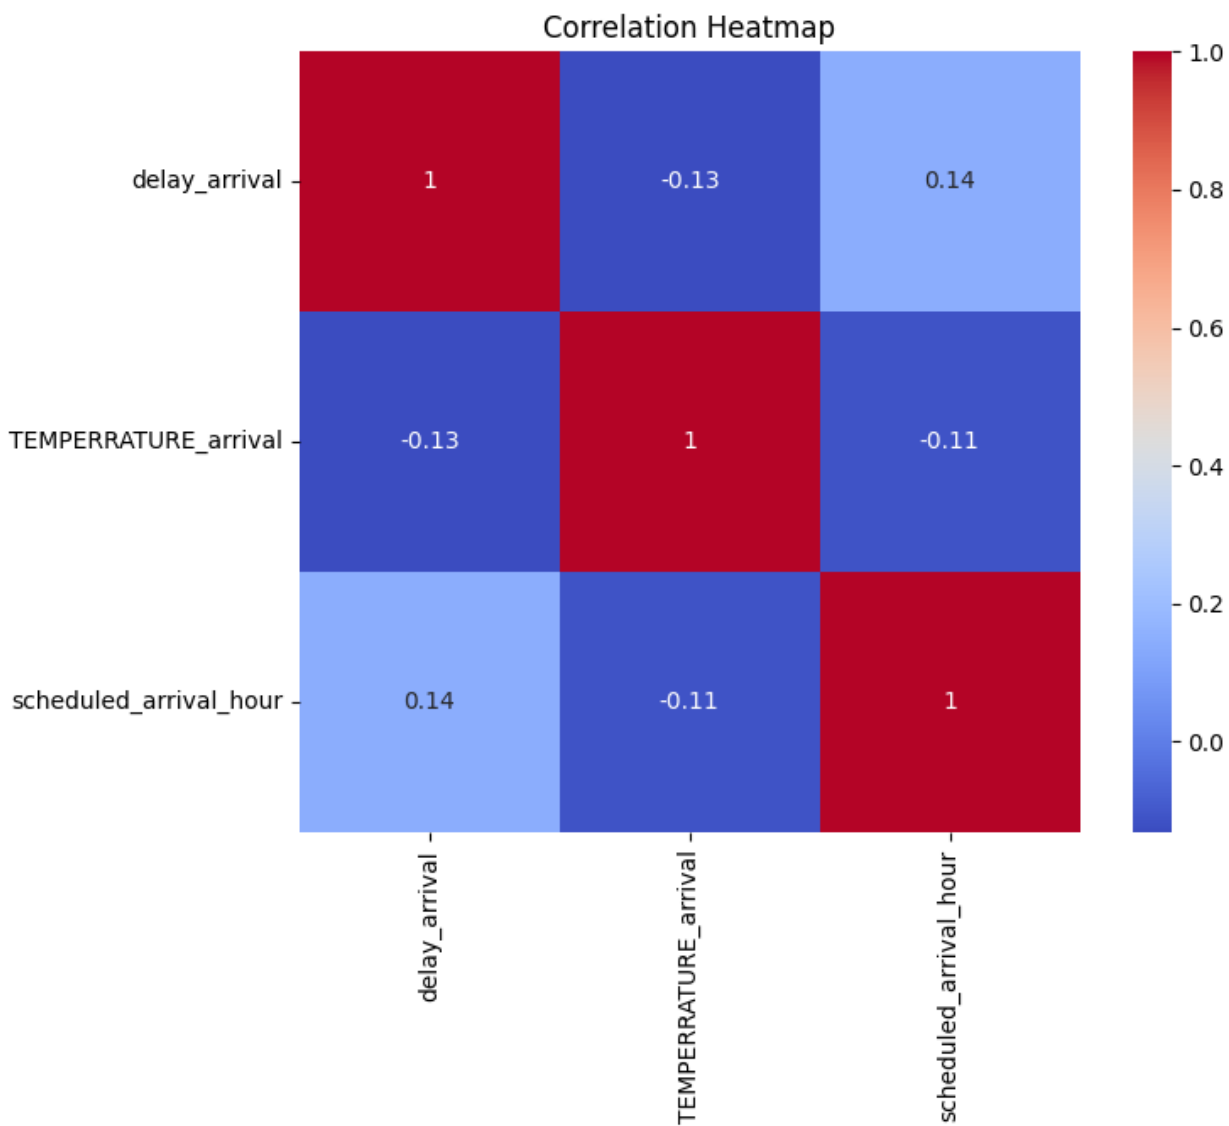 Correlation Heatmap
delay_arrival
1
-0.13
0.14
TEMPERRATURE_arrival
-0.13
1
-0.11
scheduled_arrival_hour
0.14
-0.11
1
delay_arrival
TEMPERRATURE_arrival
scheduled_arrival_hour
1.0
0.8
0.6
0.4
0.2
0.0